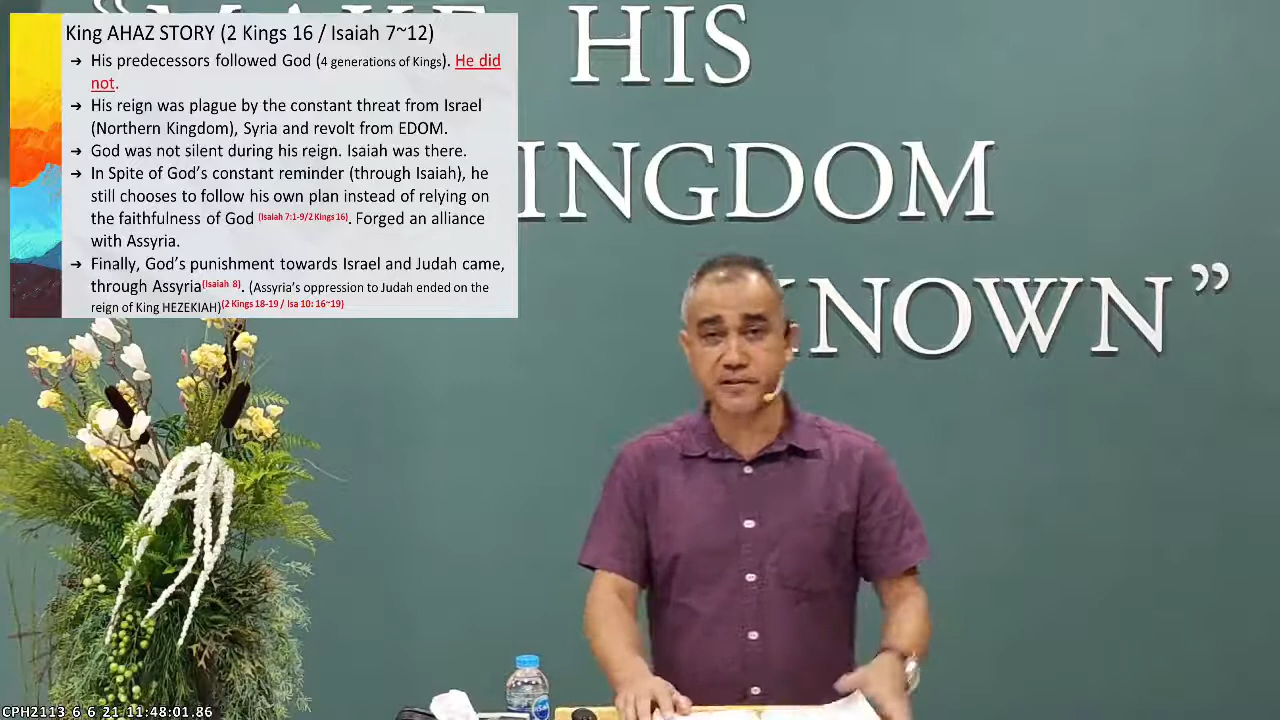 “MAKE HIS
KINGDOM
KNOWN”
King AHAZ STORY (2 Kings 16 / Isaiah 7~12)
➔ His predecessors followed God (4 generations of Kings). He did
not.
➔ His reign was plague by the constant threat from Israel
(Northern Kingdom), Syria and revolt from EDOM.
➔ God was not silent during his reign. Isaiah was there.
➔ In Spite of God’s constant reminder (through Isaiah), he
still chooses to follow his own plan instead of relying on
the faithfulness of God (Isaiah 7:1-9/2 Kings 16). Forged an alliance
with Assyria.
➔ Finally, God’s punishment towards Israel and Judah came,
through Assyria(Isaiah 8). (Assyria’s oppression to Judah ended on the
reign of King HEZEKIAH)(2 Kings 18-19 / Isa 10: 16~19)
CPH2113 6 6 21 11:48:01.86